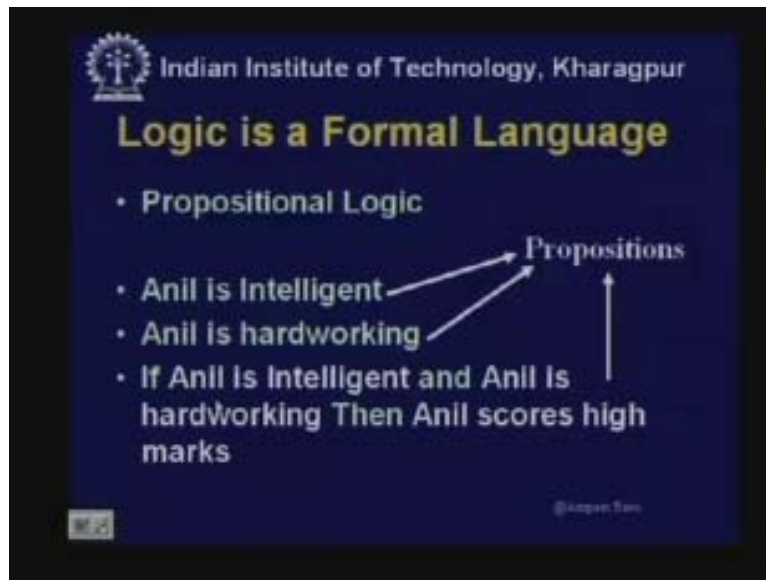 Indian Institute of Technology, Kharagpur
Logic is a Formal Language
• Propositional Logic
Propositions
• Anil is Intelligent
• Anil is hardworking
• If Anil is Intelligent and Anil is
hardworking Then Anil scores high
marks